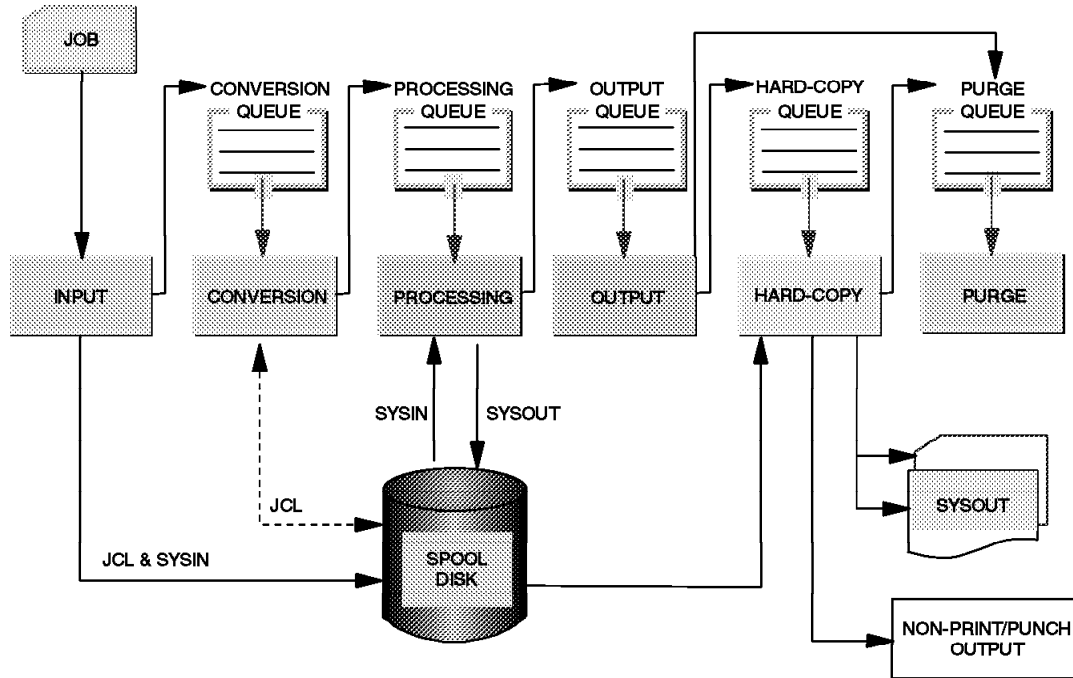 JOB
CONVERSION
QUEUE
PROCESSING
QUEUE
OUTPUT
QUEUE
HARD-COPY
QUEUE
PURGE
QUEUE
INPUT
CONVERSION
PROCESSING
OUTPUT
HARD-COPY
PURGE
SYSIN
SYSOUT
JCL
JCL & SYSIN
SPOOL
DISK
SYSOUT
NON-PRINT/PUNCH
OUTPUT